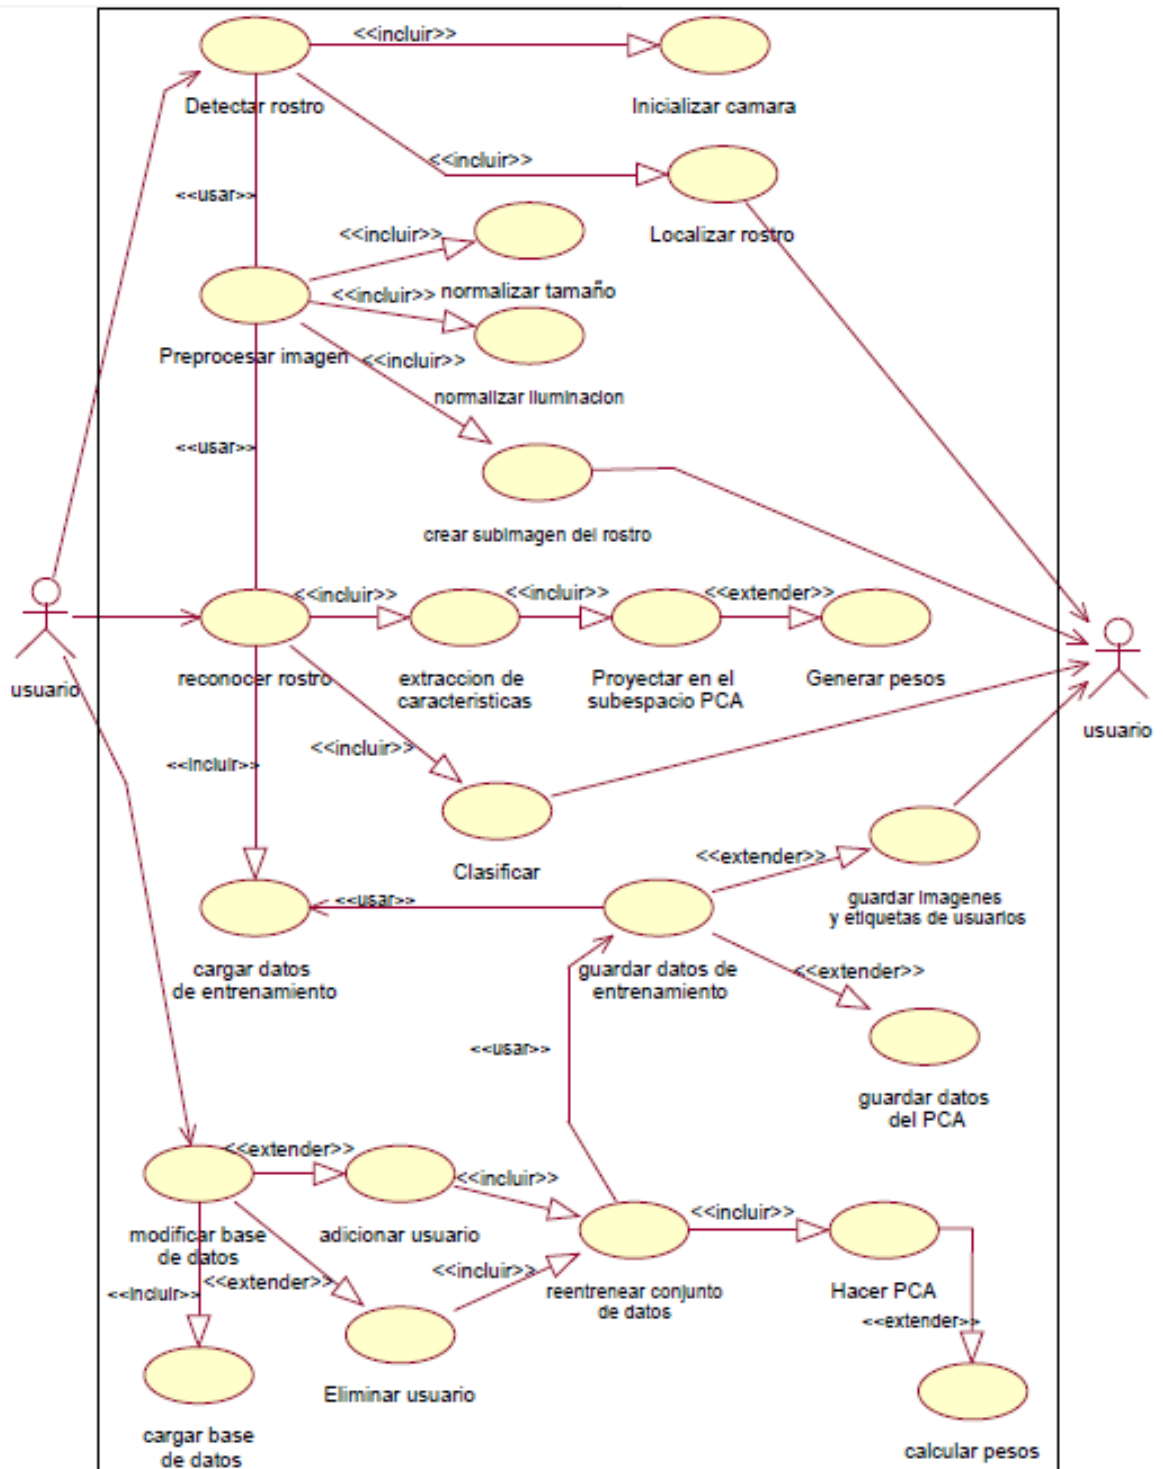 <<incluir>>
Detectar rostro
Inicializar camara
<<incluir>>
<<usar>>
Localizar rostro
<<incluir>>
<<incluir>>
normalizar tamaño
Preprocesar imagen
<<incluir>>
normalizar iluminacion
<<usar>>
crear subimagen del rostro
<<incluir>>
<<incluir>>
<<extender>>
usuario
reconocer rostro
extraccion de
caracteristicas
Proyectar en el
subespacio PCA
Generar pesos
usuario
<<incluir>>
<<incluir>>
Clasificar
<<extender>>
guardar imagenes
y etiquetas de usuarios
<<usar>>
cargar datos
de entrenamiento
guardar datos de
entrenamiento
<<extender>>
<<usar>>
guardar datos
del PCA
<<extender>>
<<incluir>>
modificar base
de datos
adicionar usuario
<<incluir>>
<<incluir>>
<<extender>>
<<incluir>>
reentrenear conjunto
de datos
Hacer PCA
<<extender>>
Eliminar usuario
cargar base
de datos
calcular pesos